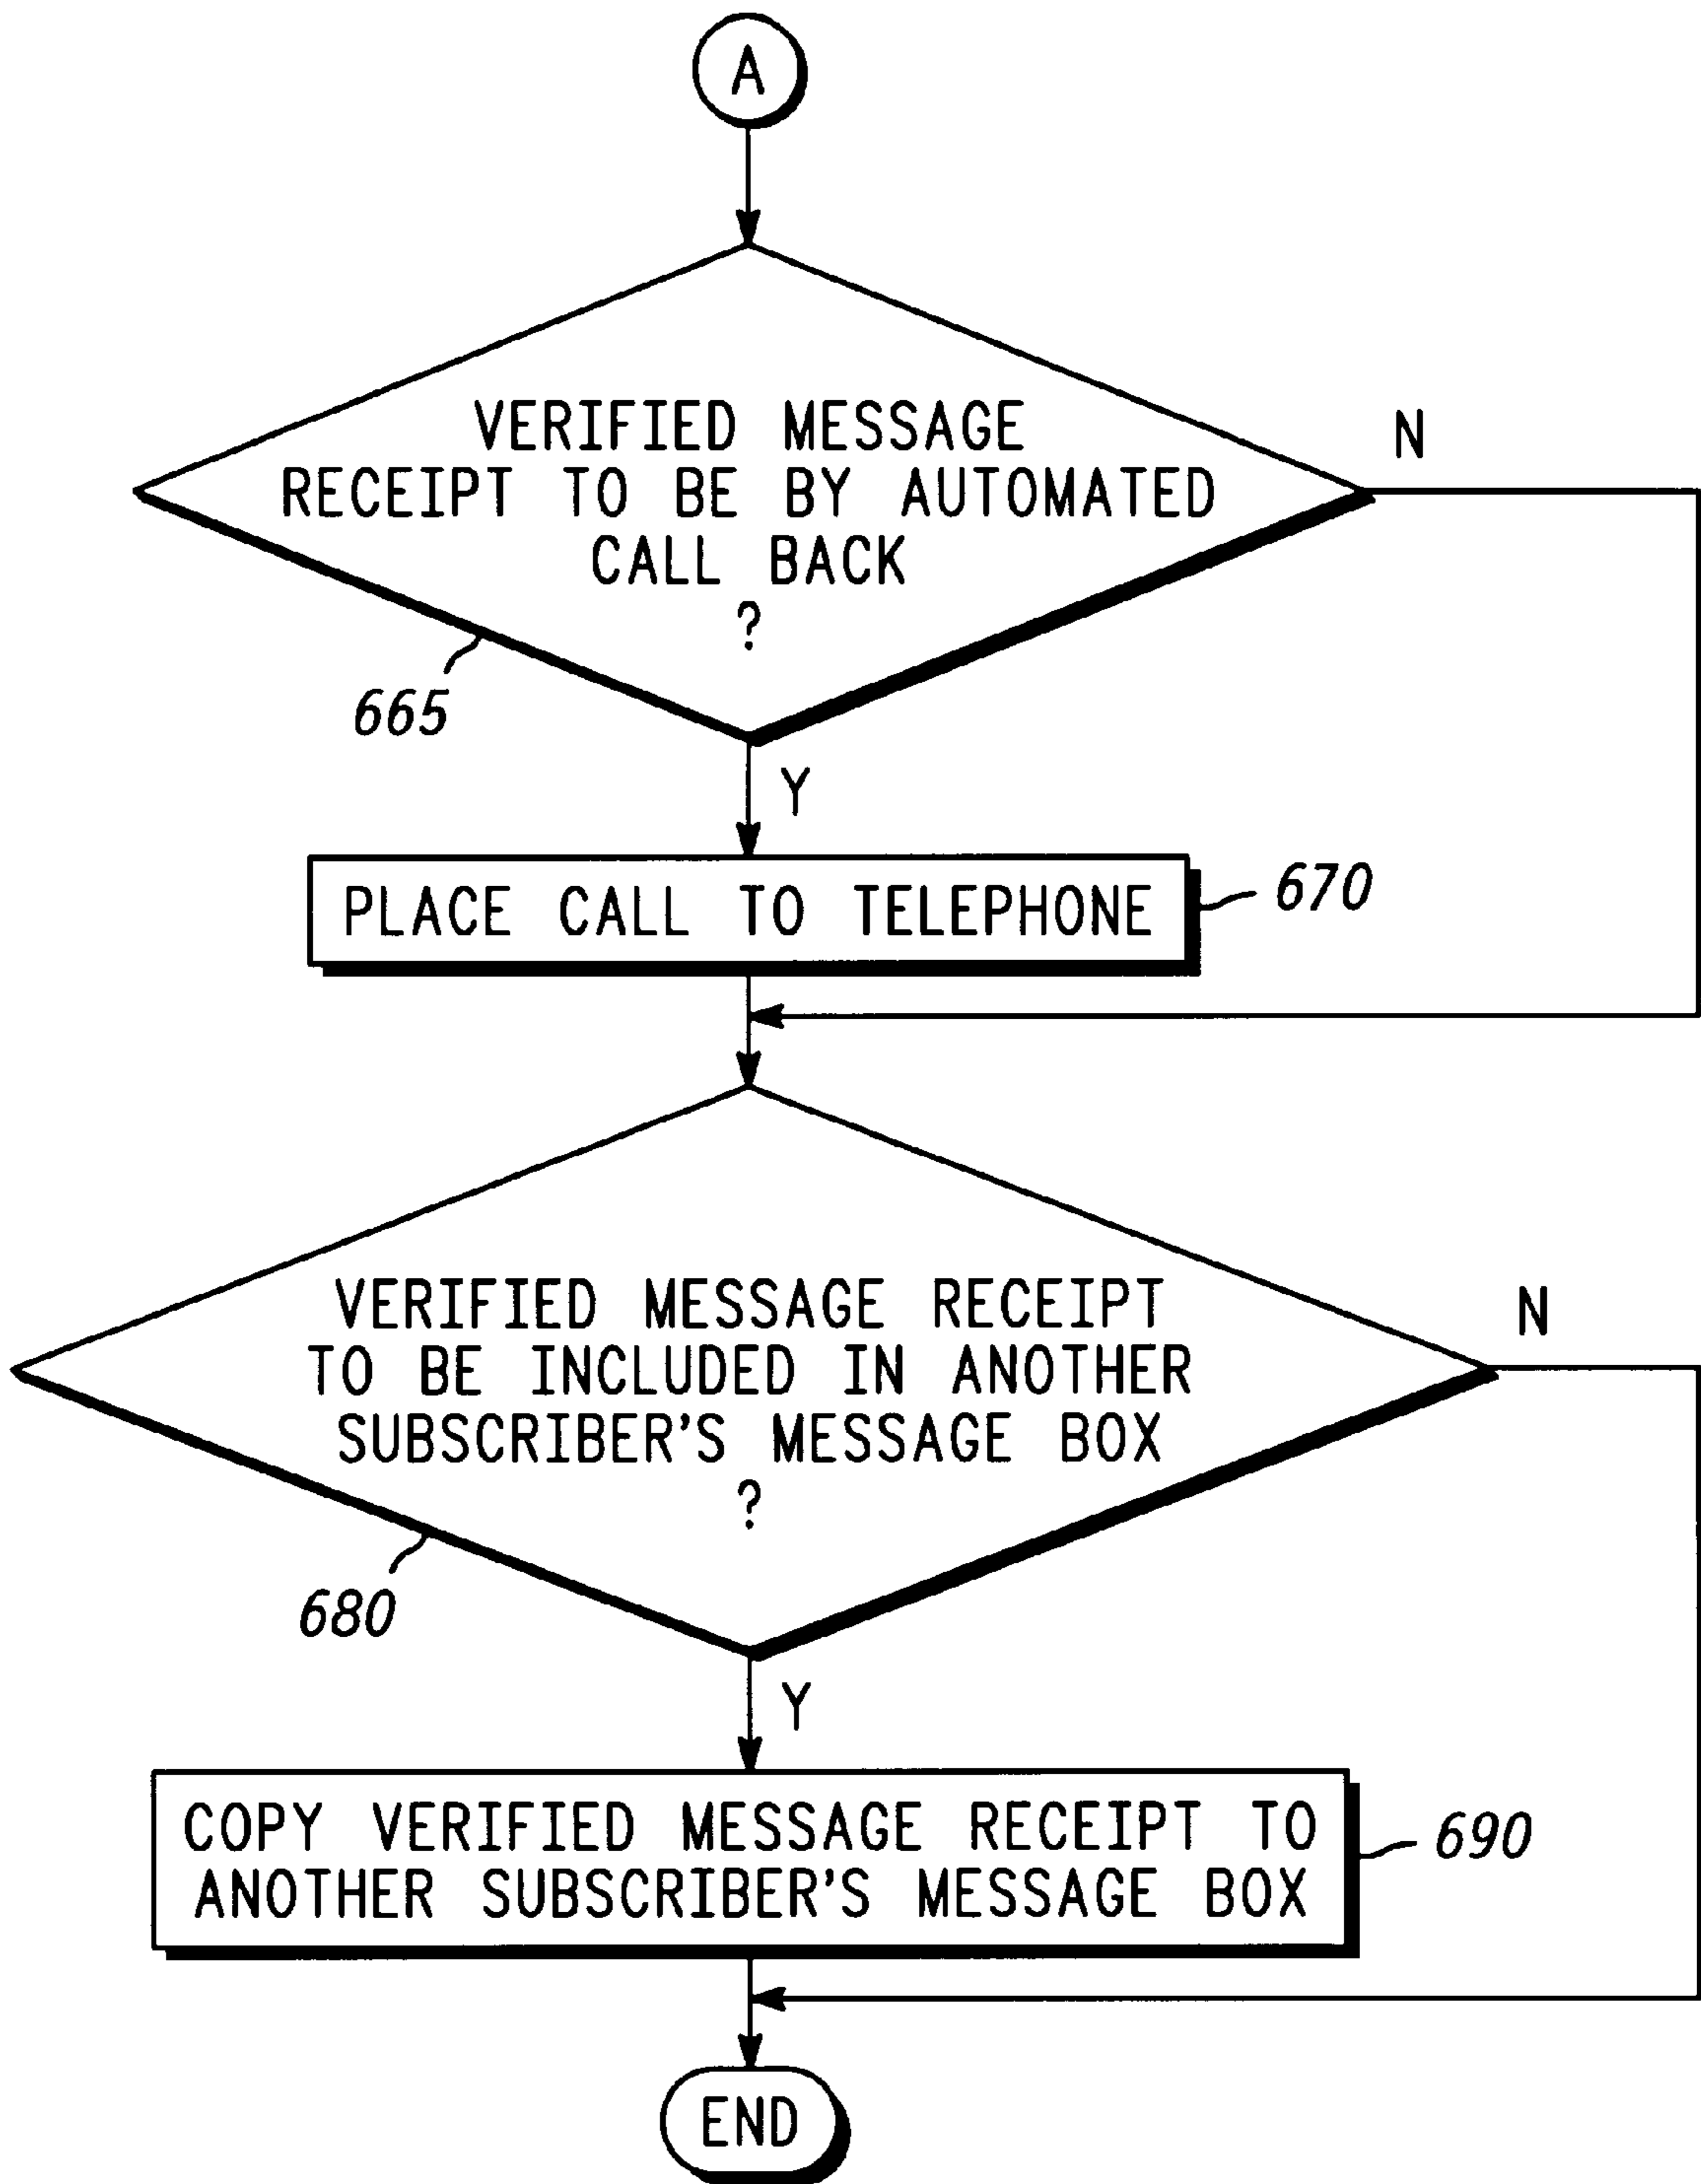 A
VERIFIED MESSAGE
RECEIPT TO BE BY AUTOMATED
CALL BACK
?
N
665
Y
PLACE CALL TO TELEPHONE
670
VERIFIED MESSAGE RECEIPT
TO BE INCLUDED IN ANOTHER
SUBSCRIBER'S MESSAGE BOX
?
N
680
Y
COPY VERIFIED MESSAGE RECEIPT TO
ANOTHER SUBSCRIBER'S MESSAGE BOX
690
END